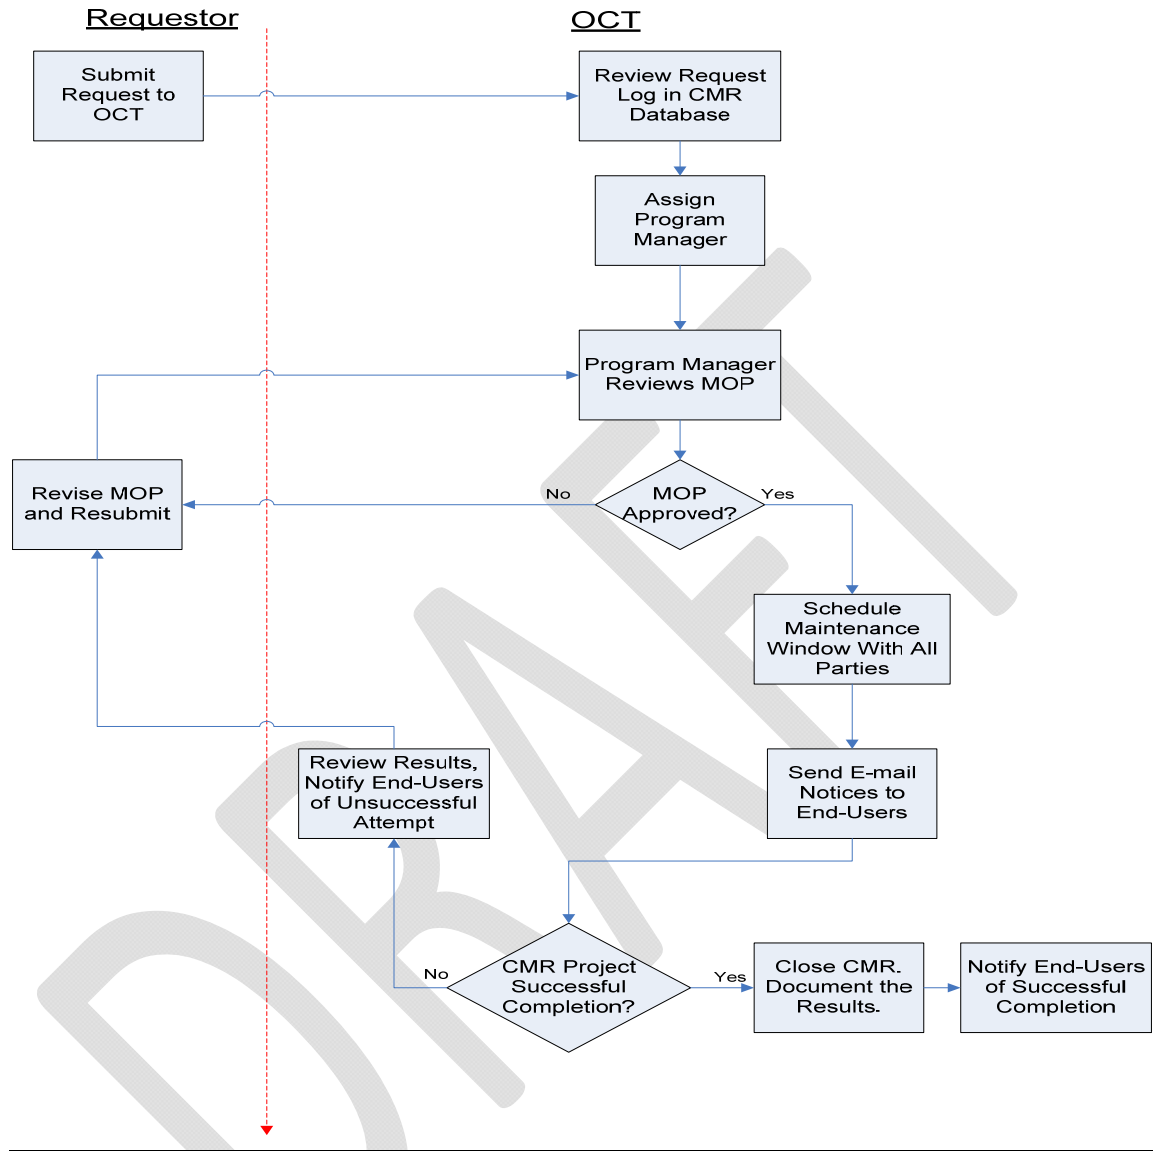 Requestor
OCT
Submit
Request to
OCT
Review Request
Log in CMR
Database
Assign
Program
Manager
Program Manager
Reviews MOP
Revise MOP
and Resubmit
No
MOP
Approved?
Yes
Schedule
Maintenance
Window With All
Parties
Review Results,
Notify End-Users
of Unsuccessful
Attempt
Send E-mail
Notices to
End-Users
No
CMR Project
Successful
Completion?
Yes
Close CMR.
Document the
Results.
Notify End-Users
of Successful
Completion
DRAFT